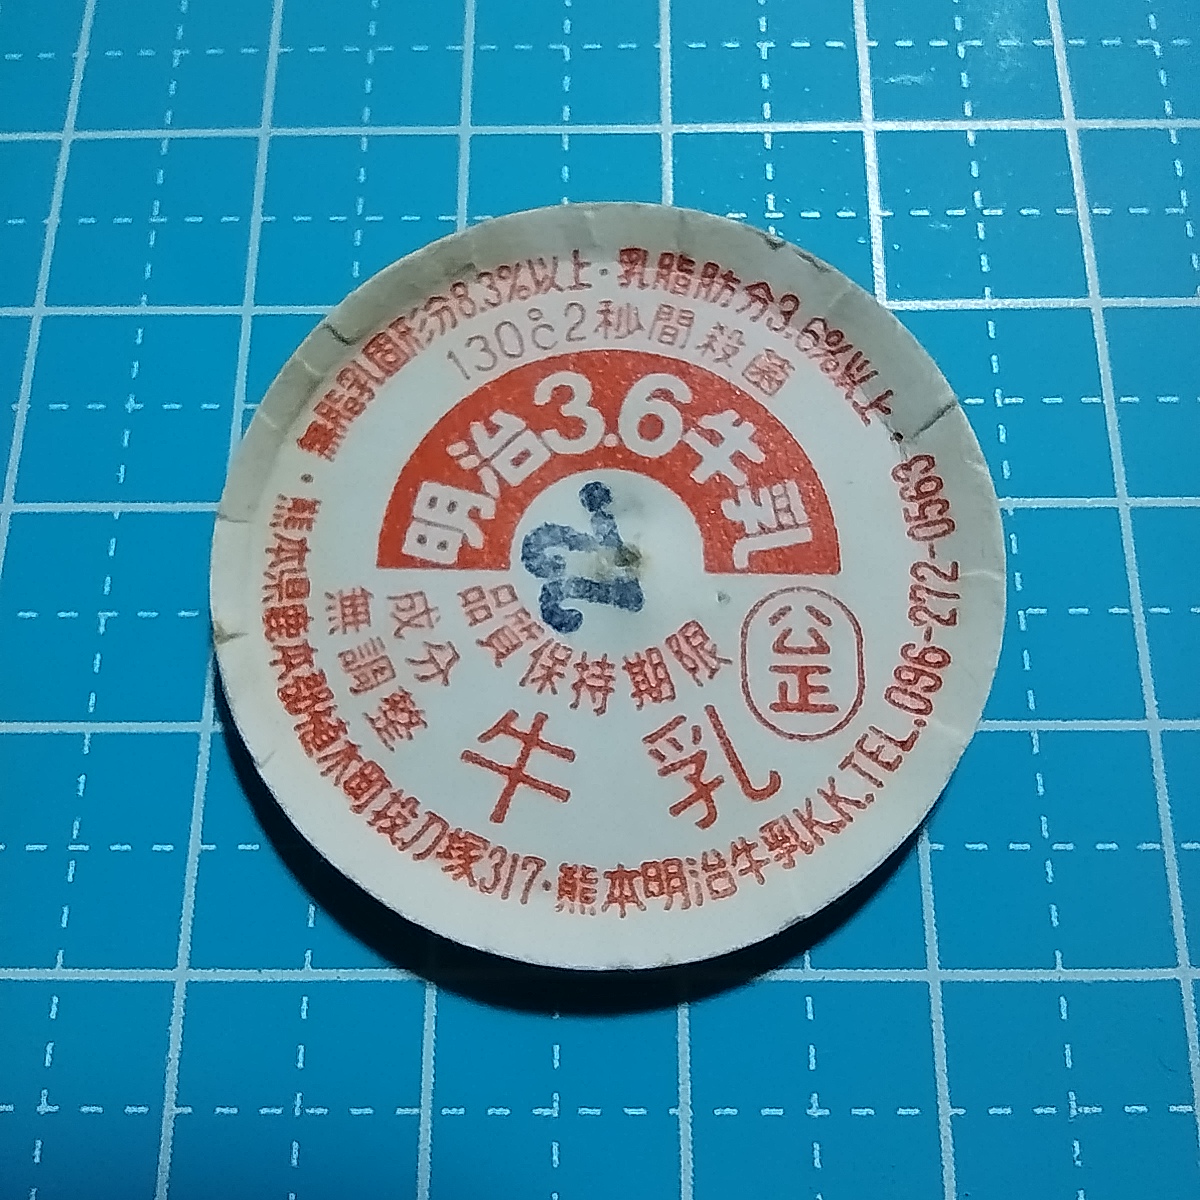 無脂乳固形分8.3%以上・乳脂肪分3.6%以上・
130℃2秒間殺菌
明治3.6牛乳
品質保持期限
成分
無調整
公正
牛乳
熊本県鹿本郡植木町投刀塚317・熊本明治牛乳K.K.TEL.096-272-0563